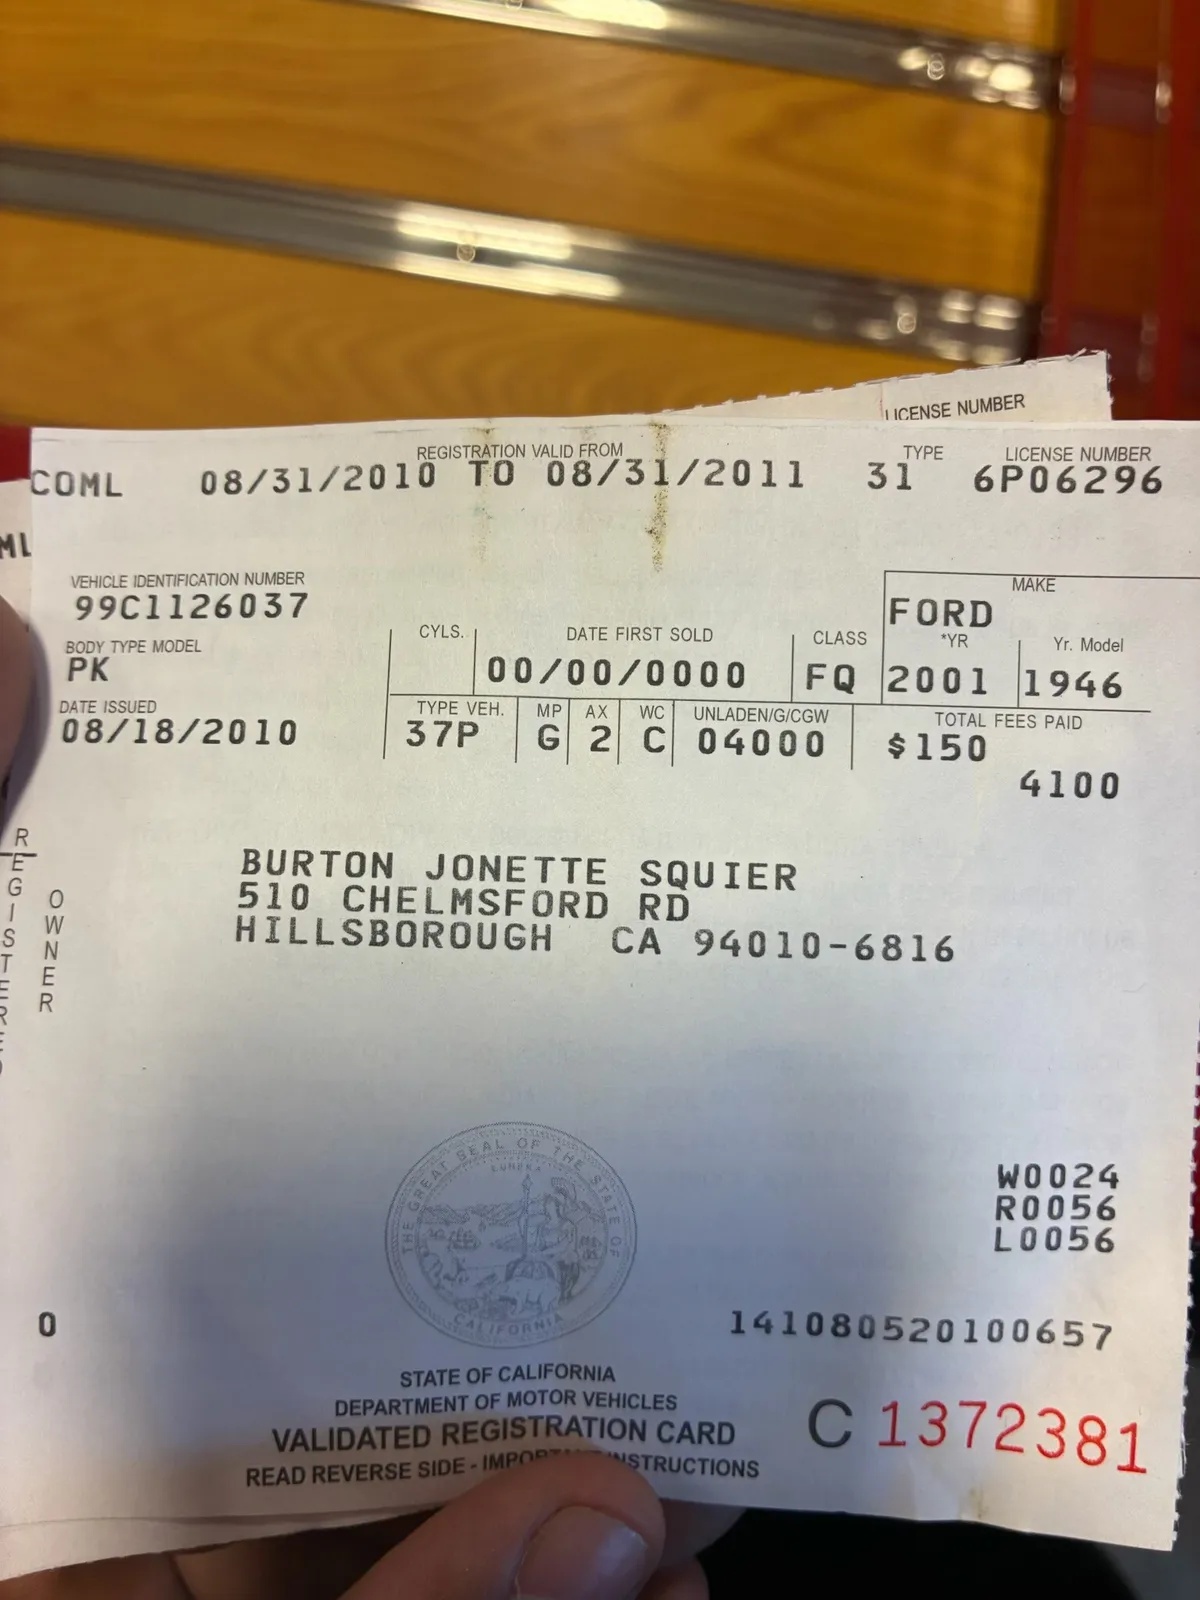 LICENSE NUMBER
REGISTRATION VALID FROM TYPE LICENSE NUMBER
COML 08/31/2010 TO 08/31/2011 31 6P06296
ML
VEHICLE IDENTIFICATION NUMBER MAKE
99C1126037 FORD
BODY TYPE MODEL CYLS. DATE FIRST SOLD CLASS *YR Yr. Model
PK 00/00/0000 FQ 2001 1946
DATE ISSUED TYPE VEH. MP AX WC UNLADEN/G/CGW TOTAL FEES PAID
08/18/2010 37P G 2 C 04000 $150
4100
REGISTERED
OWNER
BURTON JONETTE SQUIER
510 CHELMSFORD RD
HILLSBOROUGH CA 94010-6816
THE GREAT SEAL OF THE STATE OF CALIFORNIA
EUREKA
W0024
R0056
L0056
0
141080520100657
STATE OF CALIFORNIA
DEPARTMENT OF MOTOR VEHICLES
VALIDATED REGISTRATION CARD
C 1372381
READ REVERSE SIDE - IMPORTANT INSTRUCTIONS